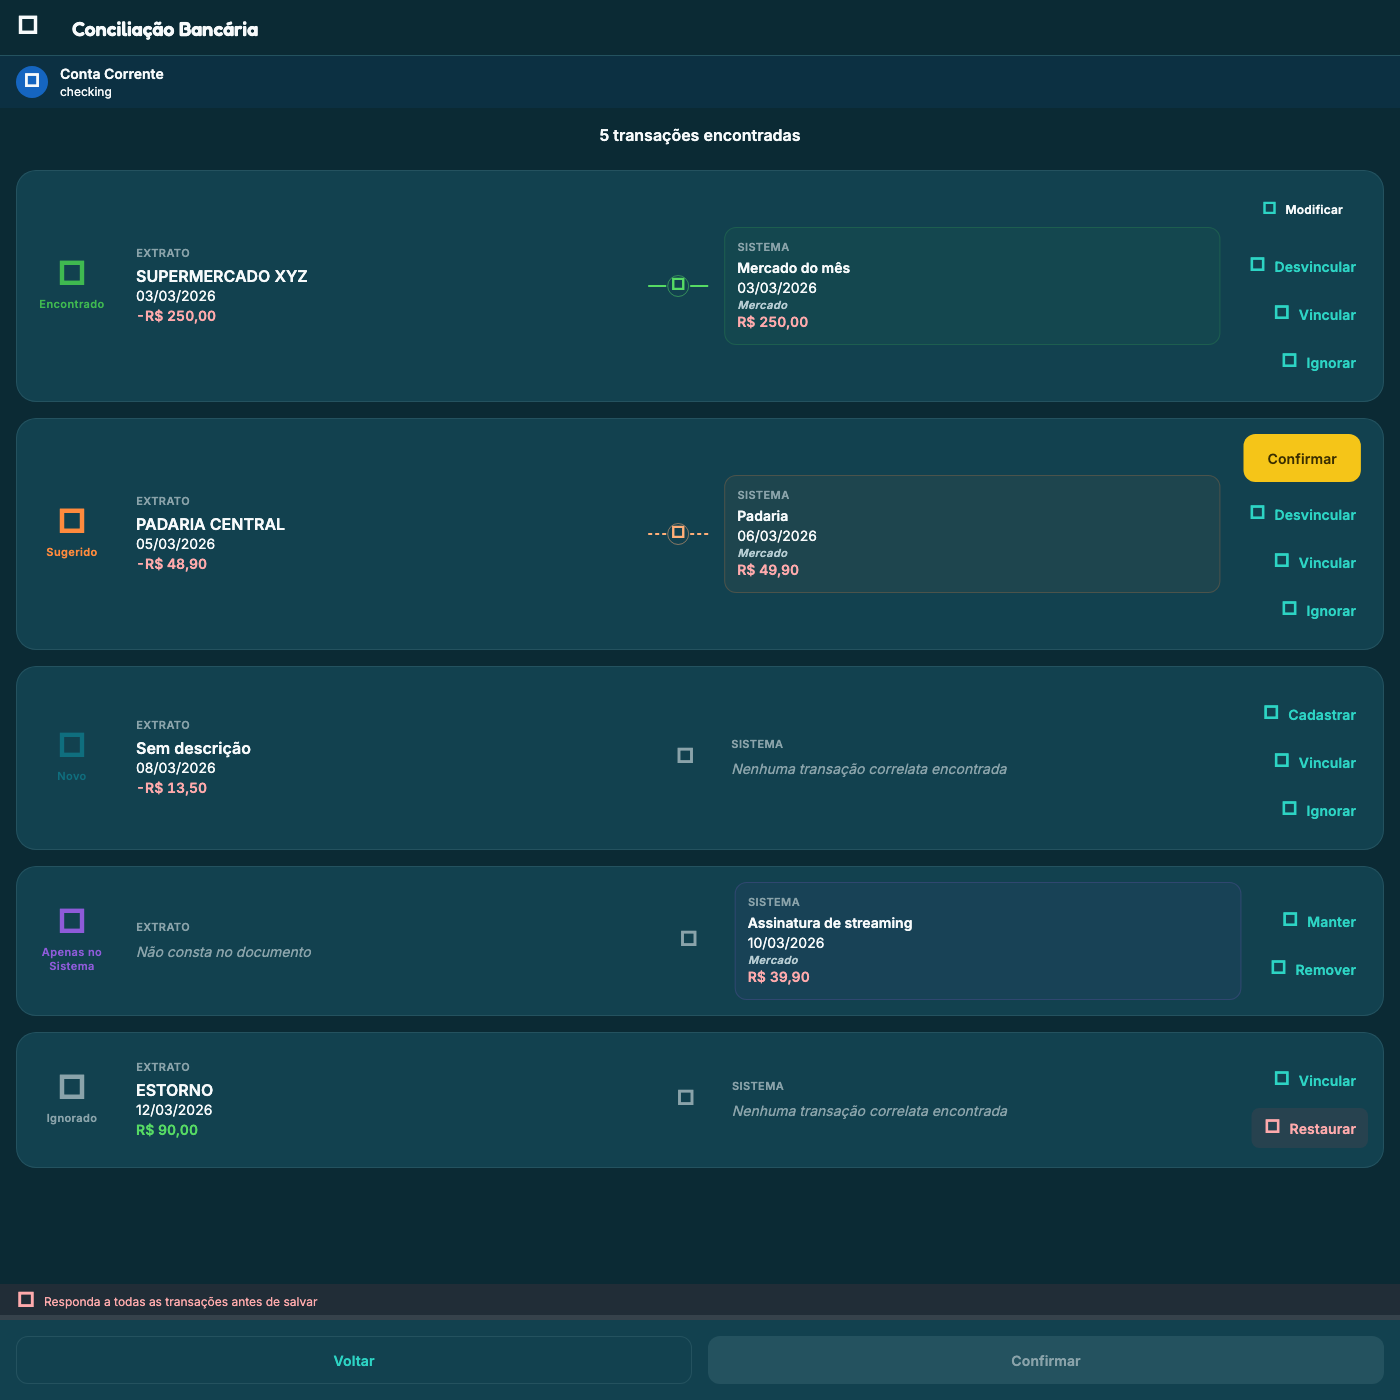 Conciliação Bancária
Conta Corrente
checking
5 transações encontradas
Encontrado
EXTRATO
SUPERMERCADO XYZ
03/03/2026
-R$ 250,00
SISTEMA
Mercado do mês
03/03/2026
Mercado
R$ 250,00
Modificar
Desvincular
Vincular
Ignorar
Sugerido
EXTRATO
PADARIA CENTRAL
05/03/2026
-R$ 48,90
SISTEMA
Padaria
06/03/2026
Mercado
R$ 49,90
Confirmar
Desvincular
Vincular
Ignorar
Novo
EXTRATO
Sem descrição
08/03/2026
-R$ 13,50
SISTEMA
Nenhuma transação correlata encontrada
Cadastrar
Vincular
Ignorar
Apenas no
Sistema
EXTRATO
Não consta no documento
SISTEMA
Assinatura de streaming
10/03/2026
Mercado
R$ 39,90
Manter
Remover
Ignorado
EXTRATO
ESTORNO
12/03/2026
R$ 90,00
SISTEMA
Nenhuma transação correlata encontrada
Vincular
Restaurar
Responda a todas as transações antes de salvar
Voltar
Confirmar